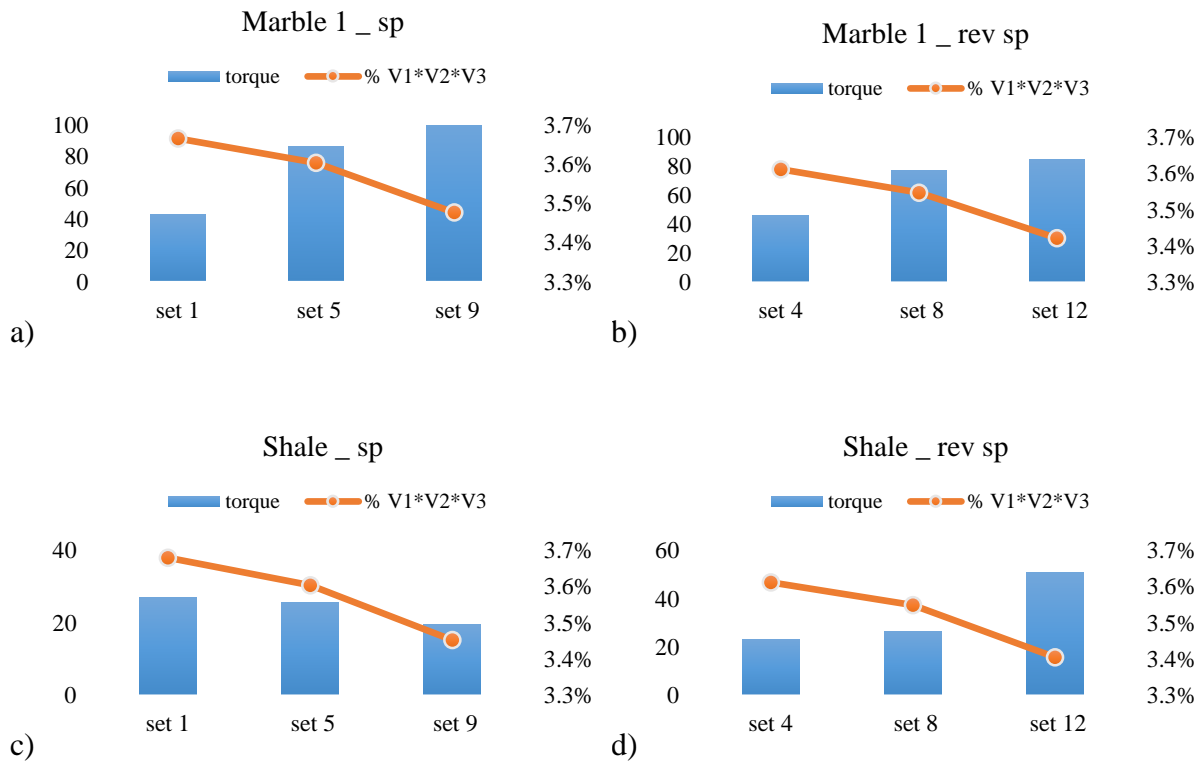 Marble 1 _ sp
torque % V1*V2*V3
100 3.7%
80 3.6%
60
40 3.5%
20 3.4%
0 3.3%
set 1 set 5 set 9
a)
Marble 1 _ rev sp
torque % V1*V2*V3
100 3.7%
80 3.6%
60
40 3.5%
20 3.4%
0 3.3%
set 4 set 8 set 12
b)
Shale _ sp
torque % V1*V2*V3
40 3.7%
3.6%
20 3.5%
3.4%
0 3.3%
set 1 set 5 set 9
c)
Shale _ rev sp
torque % V1*V2*V3
60 3.7%
3.6%
40
3.5%
20 3.4%
0 3.3%
set 4 set 8 set 12
d)